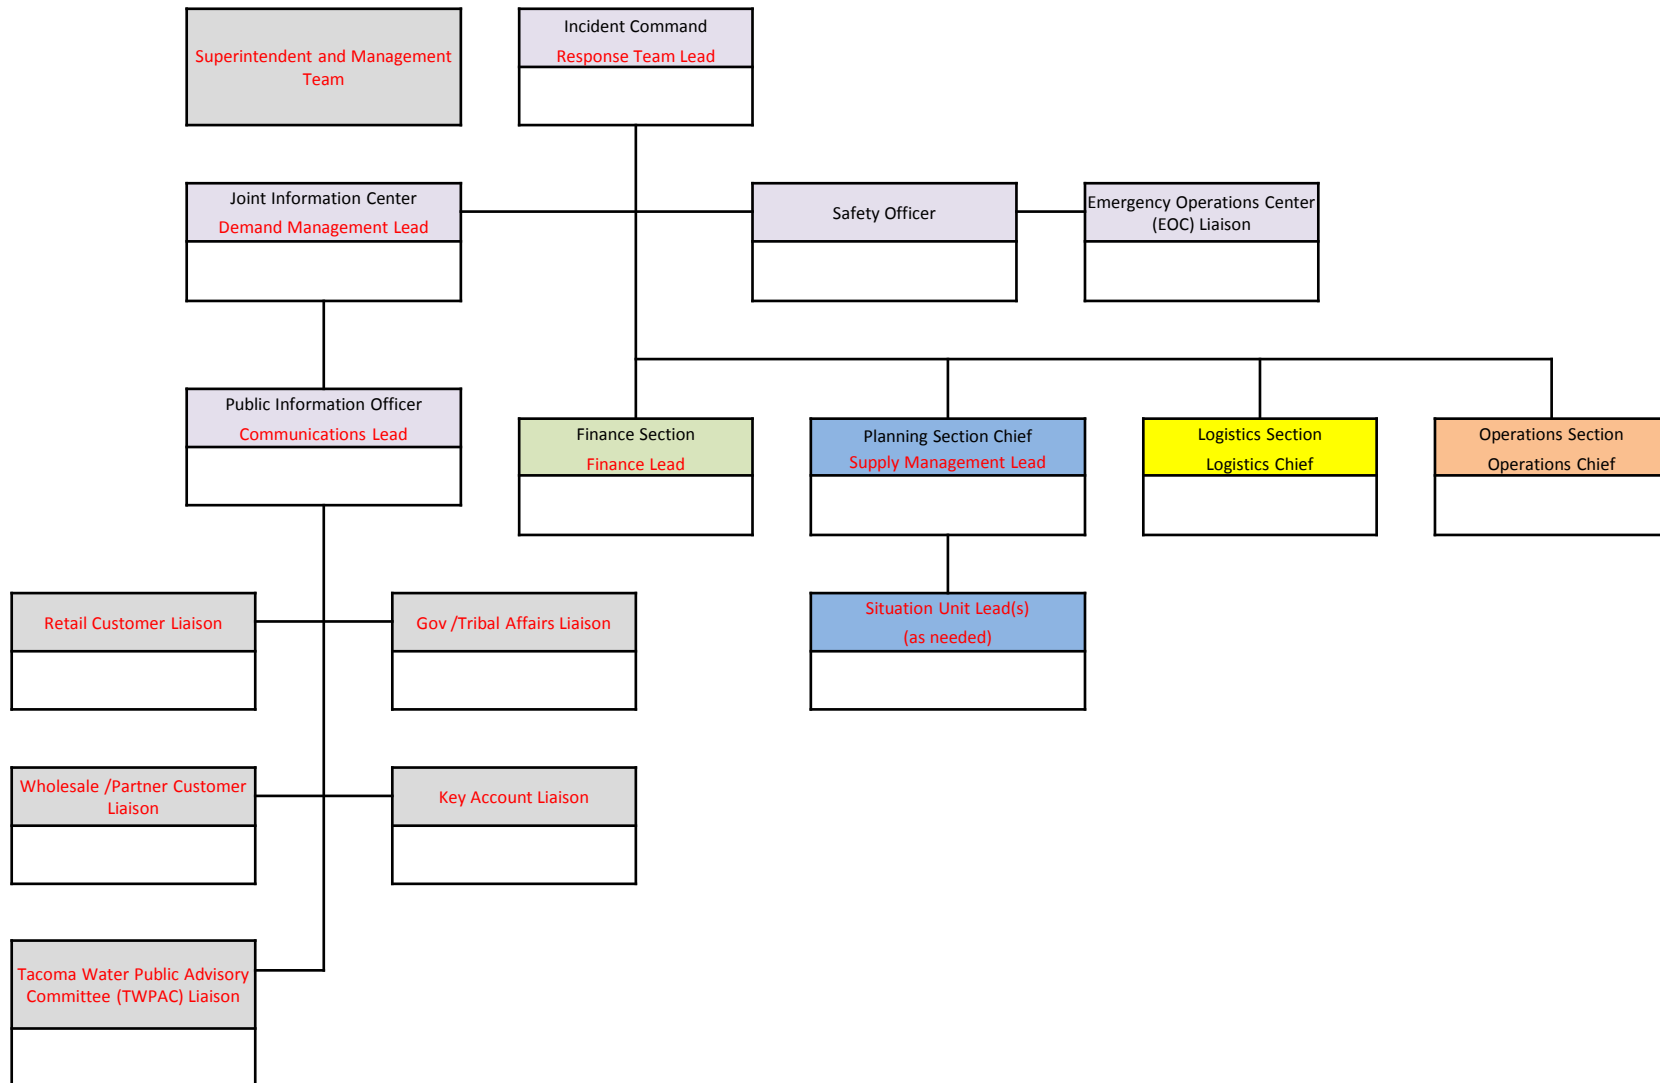 Superintendent and Management
Team
Incident Command
Response Team Lead
Joint Information Center
Demand Management Lead
Safety Officer
Emergency Operations Center
(EOC) Liaison
Public Information Officer
Communications Lead
Finance Section
Finance Lead
Planning Section Chief
Supply Management Lead
Logistics Section
Logistics Chief
Operations Section
Operations Chief
Retail Customer Liaison
Gov /Tribal Affairs Liaison
Situation Unit Lead(s)
(as needed)
Wholesale /Partner Customer
Liaison
Key Account Liaison
Tacoma Water Public Advisory
Committee (TWPAC) Liaison